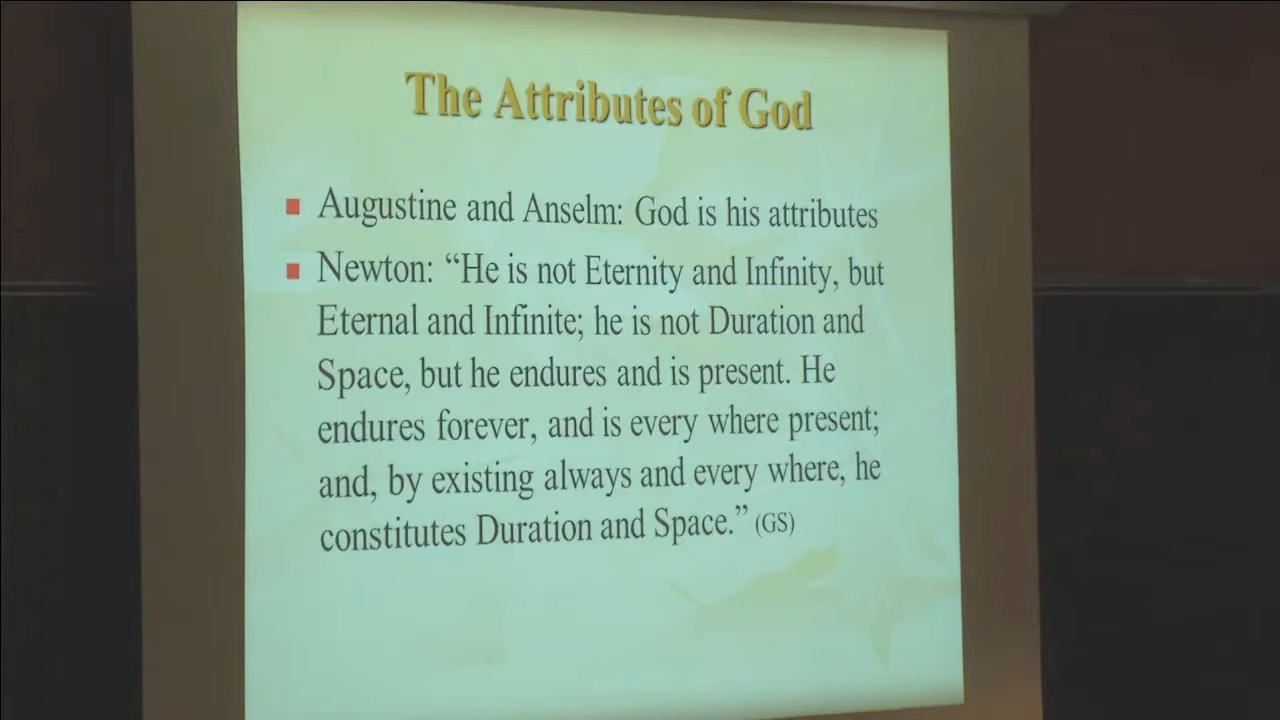 The Attributes of God
Augustine and Anselm: God is his attributes
Newton: “He is not Eternity and Infinity, but
Eternal and Infinite; he is not Duration and
Space, but he endures and is present. He
endures forever, and is every where present;
and, by existing always and every where, he
constitutes Duration and Space.” (GS)